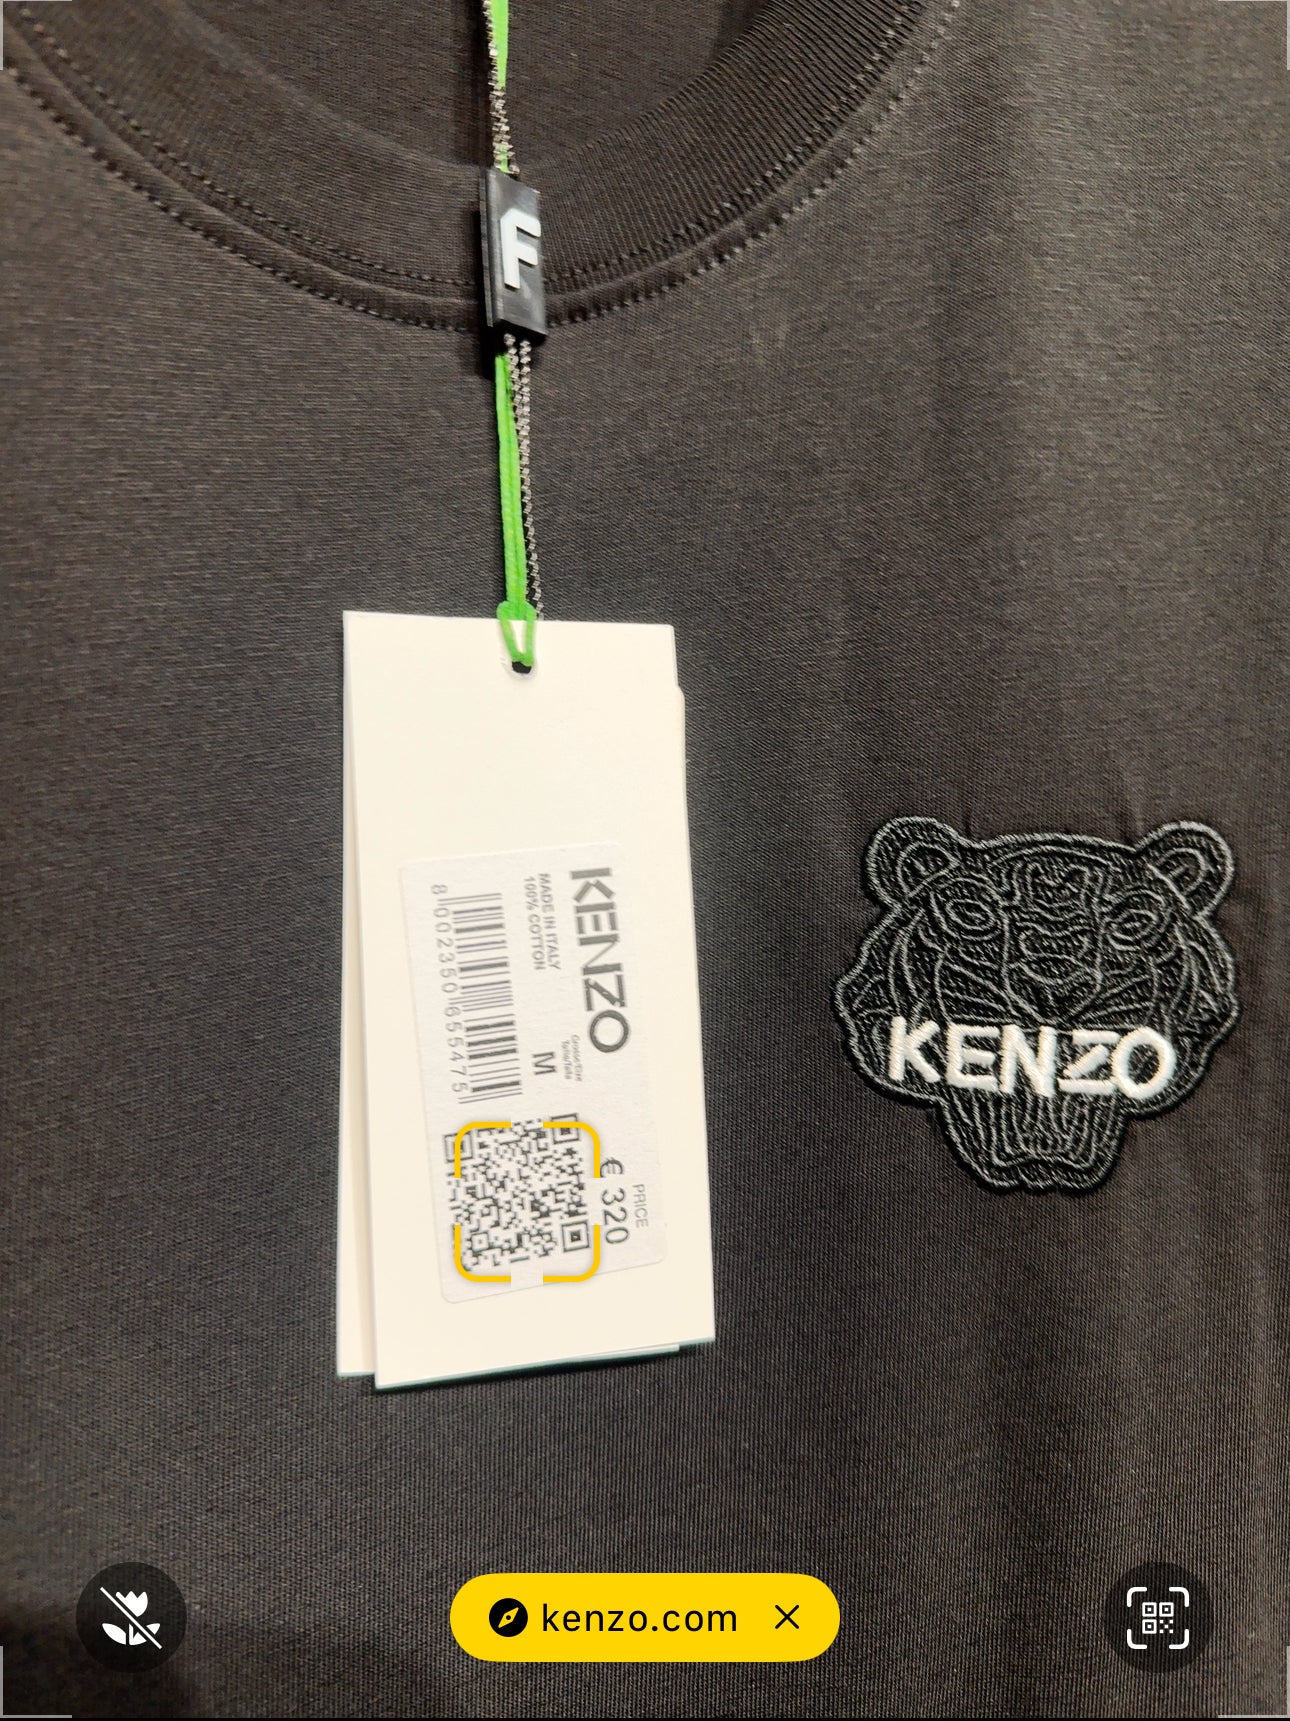 F
KENZO
MADE IN ITALY
100% COTTON
M
8 002350 655475
PRICE
€ 320
KENZO
kenzo.com